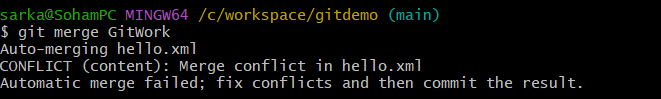 sarka@SohamPC MINGW64 /c/workspace/gitdemo (main)
$ git merge GitWork
Auto-merging hello.xml
CONFLICT (content): Merge conflict in hello.xml
Automatic merge failed; fix conflicts and then commit the result.